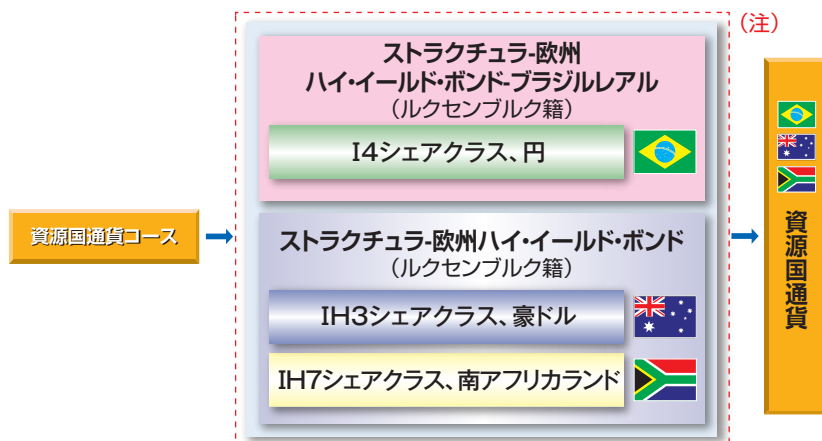 (注)
ストラクチュラ-欧州
ハイ・イールド・ボンド-ブラジルレアル
(ルクセンブルク籍)
I4シェアクラス、円
資源国通貨コース
ストラクチュラ-欧州ハイ・イールド・ボンド
(ルクセンブルク籍)
IH3シェアクラス、豪ドル
IH7シェアクラス、南アフリカランド
資源国通貨